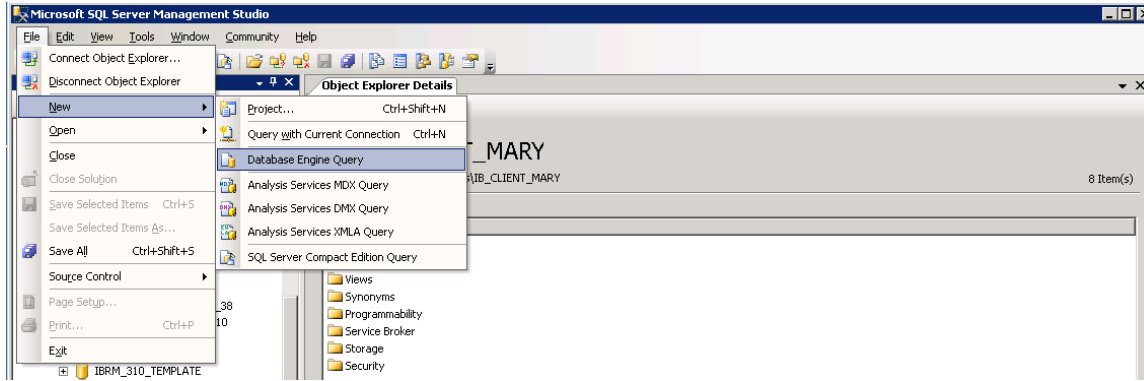 Microsoft SQL Server Management Studio
File Edit View Tools Window Community Help
Connect Object Explorer...
Disconnect Object Explorer
New
Open
Close
Close Solution
Save Selected Items Ctrl+S
Save Selected Items As...
Save All Ctrl+Shift+S
Source Control
Page Setup...
Print... Ctrl+P
Exit
Project... Ctrl+Shift+N
Query with Current Connection Ctrl+N
Database Engine Query
Analysis Services MDX Query
Analysis Services DMX Query
Analysis Services XMLA Query
SQL Server Compact Edition Query
Object Explorer Details
_MARY
\IB_CLIENT_MARY 8 Item(s)
Views
Synonyms
Programmability
Service Broker
Storage
Security
_38
10
IBRM_310_TEMPLATE